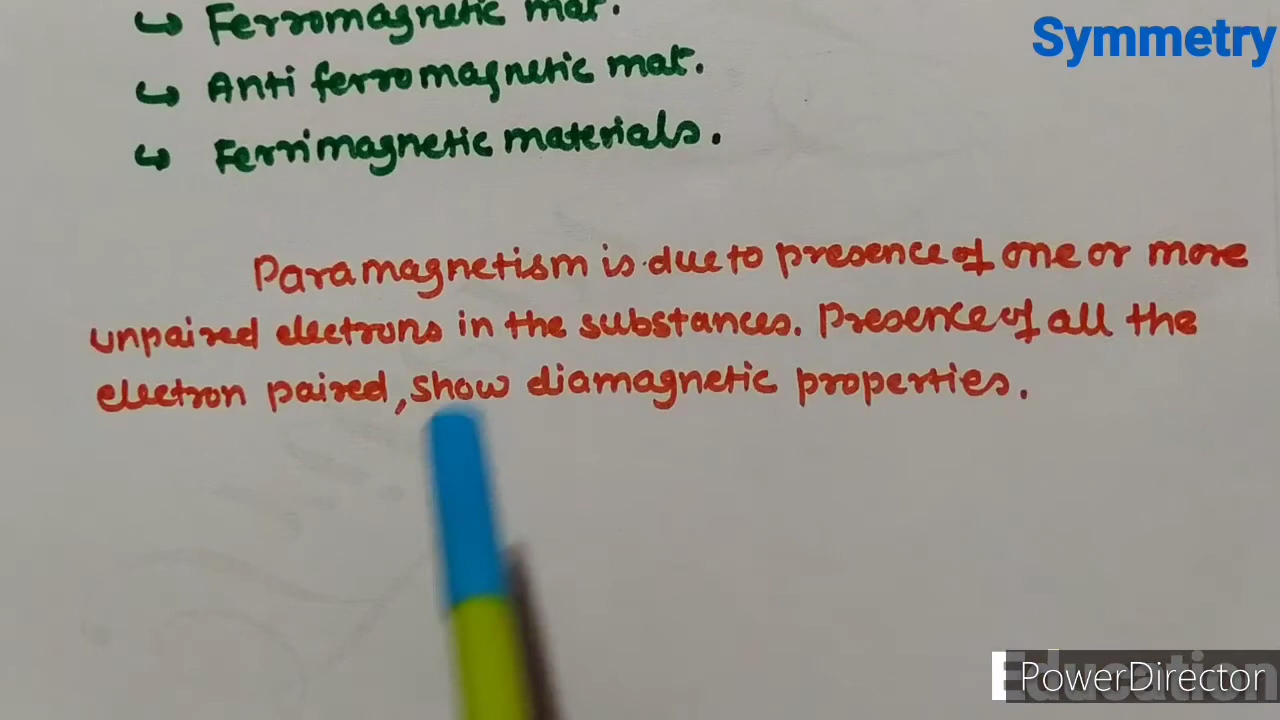 ↳ Ferromagnetic mat.
Symmetry
↳ Anti ferromagnetic mat.
↳ Ferrimagnetic materials.
Paramagnetism is due to presence of one or more
unpaired electrons in the substances. Presence of all the
electron paired, show diamagnetic properties.
Education
PowerDirector